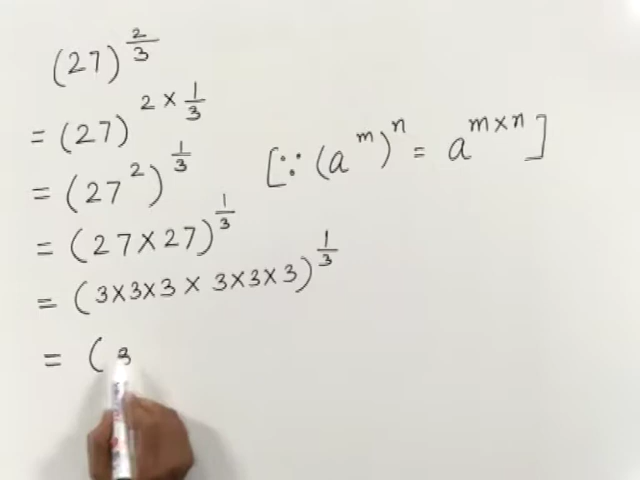 (27)^(2/3)
= (27)^(2 × 1/3)
= (27^2)^(1/3) [∵ (a^m)^n = a^(m×n)]
= (27×27)^(1/3)
= (3×3×3 × 3×3×3)^(1/3)
= (3